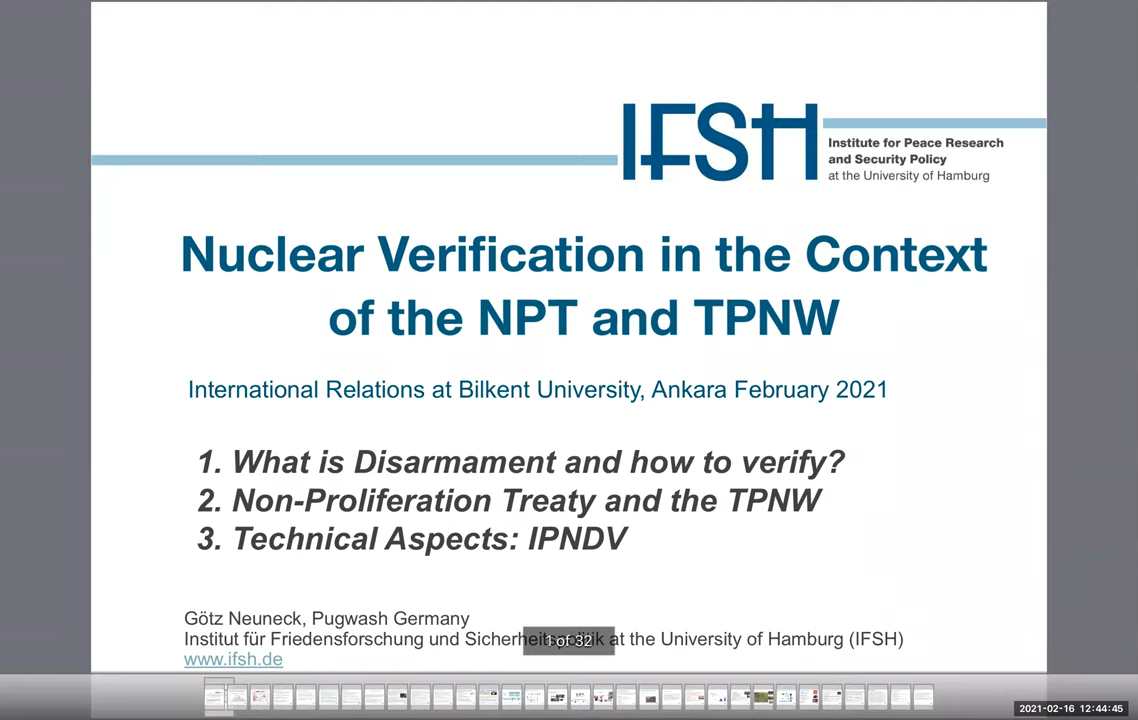 IFSH
Institute for Peace Research
and Security Policy
at the University of Hamburg
Nuclear Verification in the Context
of the NPT and TPNW
International Relations at Bilkent University, Ankara February 2021
1. What is Disarmament and how to verify?
2. Non-Proliferation Treaty and the TPNW
3. Technical Aspects: IPNDV
Götz Neuneck, Pugwash Germany
Institut für Friedensforschung und Sicherheitspolitik at the University of Hamburg (IFSH)
1 of 32
www.ifsh.de
2021-02-16 12:44:45